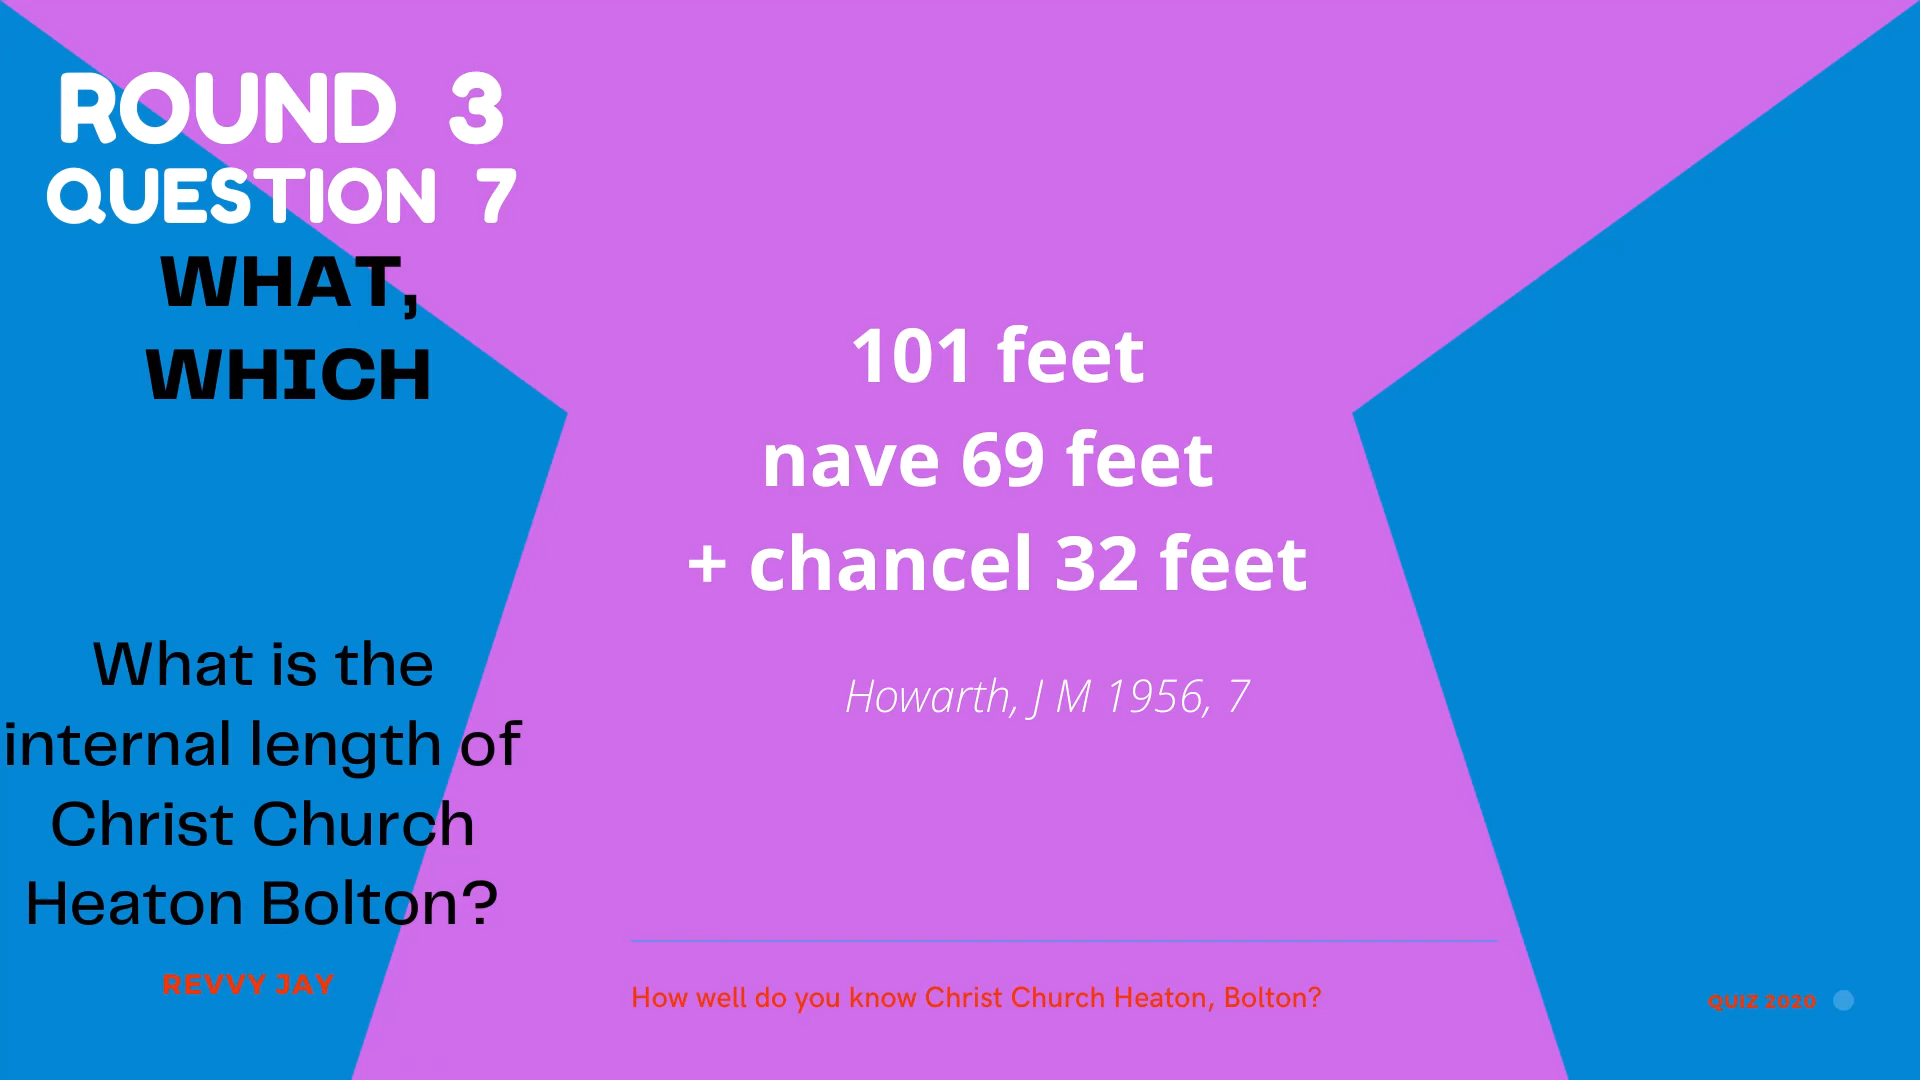 ROUND 3
QUESTION 7
WHAT,
WHICH
What is the
internal length of
Christ Church
Heaton Bolton?
REVVY JAY
101 feet
nave 69 feet
+ chancel 32 feet
Howarth, J M 1956, 7
How well do you know Christ Church Heaton, Bolton?
QUIZ 2020